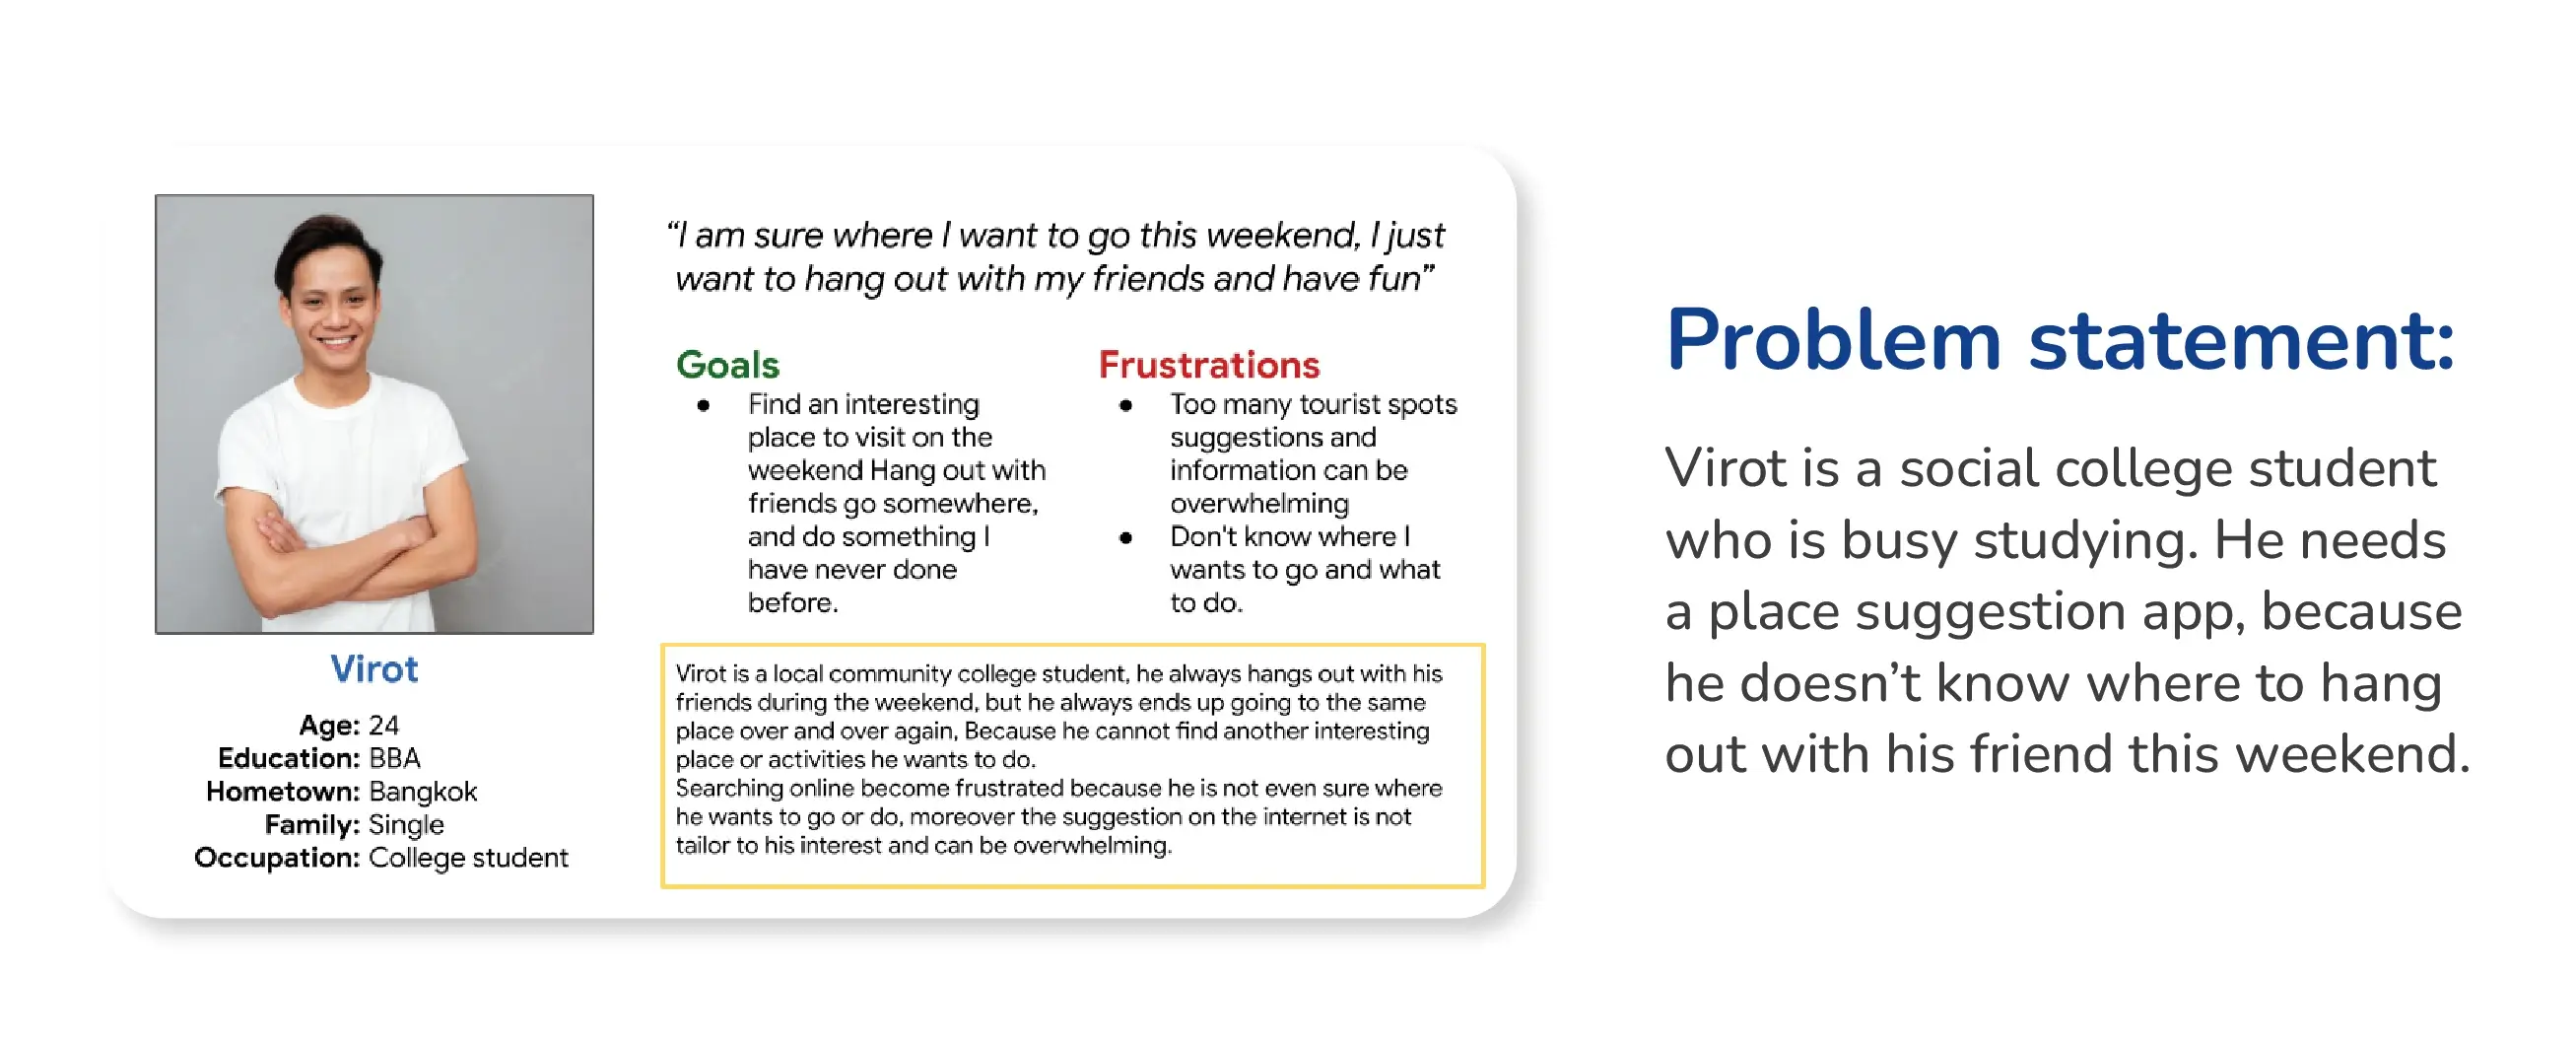 “I am sure where I want to go this weekend, I just
want to hang out with my friends and have fun”
Goals
● Find an interesting
place to visit on the
weekend Hang out with
friends go somewhere,
and do something I
have never done
before.
Frustrations
● Too many tourist spots
suggestions and
information can be
overwhelming
● Don't know where I
wants to go and what
to do.
Virot
Age: 24
Education: BBA
Hometown: Bangkok
Family: Single
Occupation: College student
Virot is a local community college student, he always hangs out with his
friends during the weekend, but he always ends up going to the same
place over and over again, Because he cannot find another interesting
place or activities he wants to do.
Searching online become frustrated because he is not even sure where
he wants to go or do, moreover the suggestion on the internet is not
tailor to his interest and can be overwhelming.
Problem statement:
Virot is a social college student
who is busy studying. He needs
a place suggestion app, because
he doesn’t know where to hang
out with his friend this weekend.